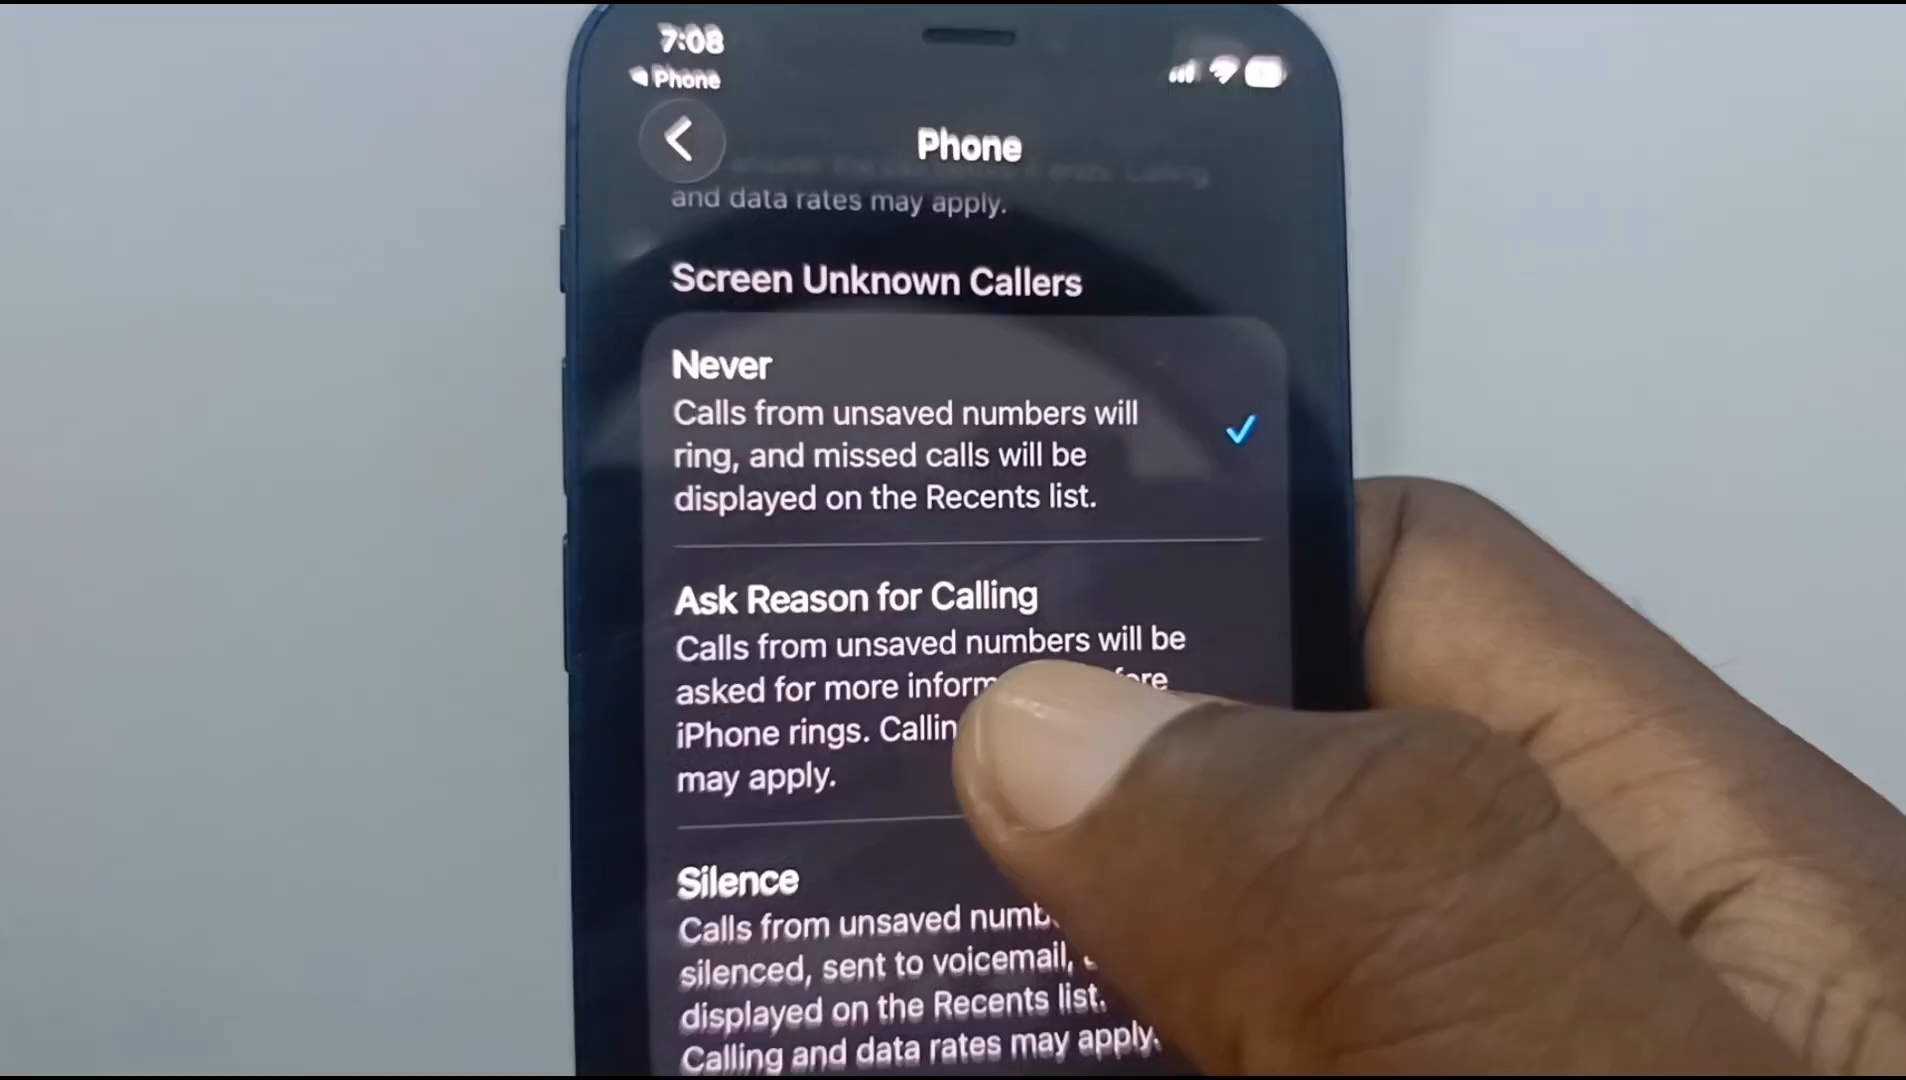 7:08
Phone
Phone
and data rates may apply.
Screen Unknown Callers
Never
Calls from unsaved numbers will
ring, and missed calls will be
displayed on the Recents list.
Ask Reason for Calling
Calls from unsaved numbers will be
asked for more
iPhone rings.
may apply.
Silence
Calls from unsaved
silenced, sent to voicemail,
displayed on the Recents list.
Calling and data rates may apply.